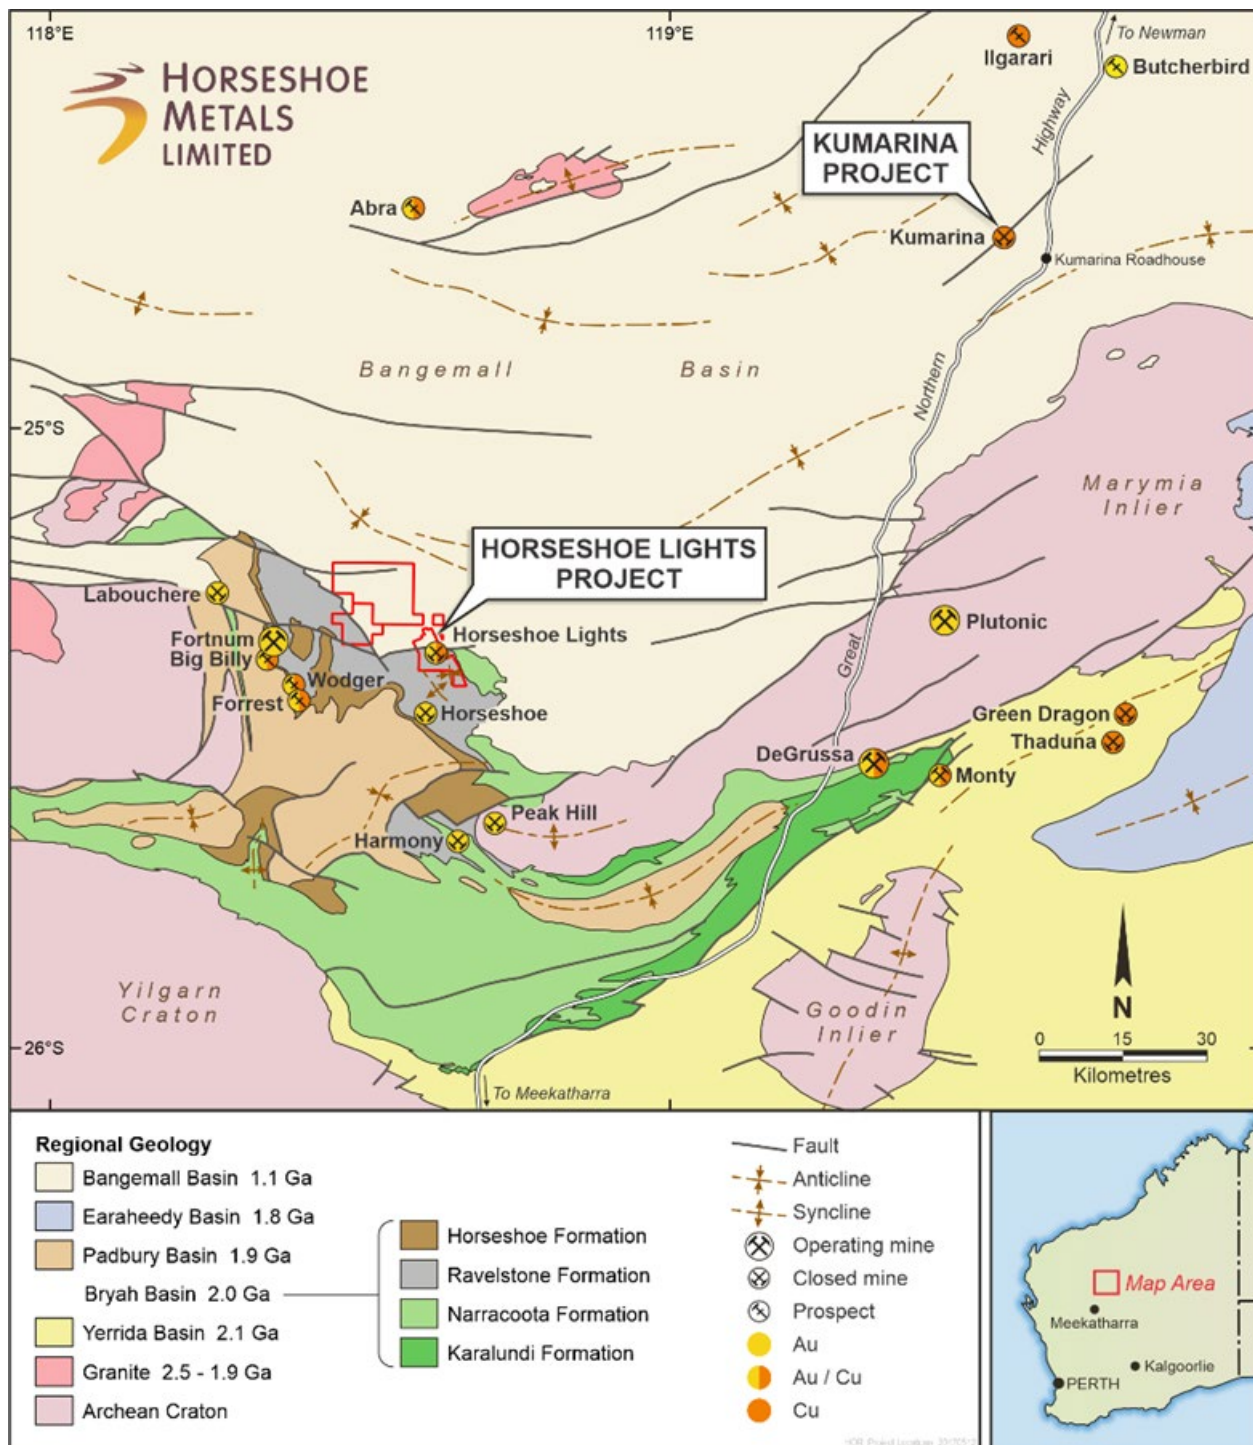 118°E
119°E
To Newman
Ilgarari
Butcherbird
HORSESHOE
METALS
LIMITED
Highway
KUMARINA
PROJECT
Abra
Kumarina
Kumarina Roadhouse
Bangemall Basin
Northern
25°S
Marymia
Inlier
HORSESHOE LIGHTS
PROJECT
Labouchere
Horseshoe Lights
Plutonic
Fortnum
Big Billy
Wodger
Forrest
Great
Horseshoe
Green Dragon
Thaduna
DeGrussa
Monty
Peak Hill
Harmony
Yilgarn
Craton
Goodin
Inlier
N
26°S
0 15 30
Kilometres
To Meekatharra
Regional Geology
Bangemall Basin 1.1 Ga
Earaheedy Basin 1.8 Ga
Padbury Basin 1.9 Ga
Bryah Basin 2.0 Ga
Yerrida Basin 2.1 Ga
Granite 2.5 - 1.9 Ga
Archean Craton
Horseshoe Formation
Ravelstone Formation
Narracoota Formation
Karalundi Formation
Fault
Anticline
Syncline
Operating mine
Closed mine
Prospect
Au
Au / Cu
Cu
Map Area
Meekatharra
Kalgoorlie
PERTH